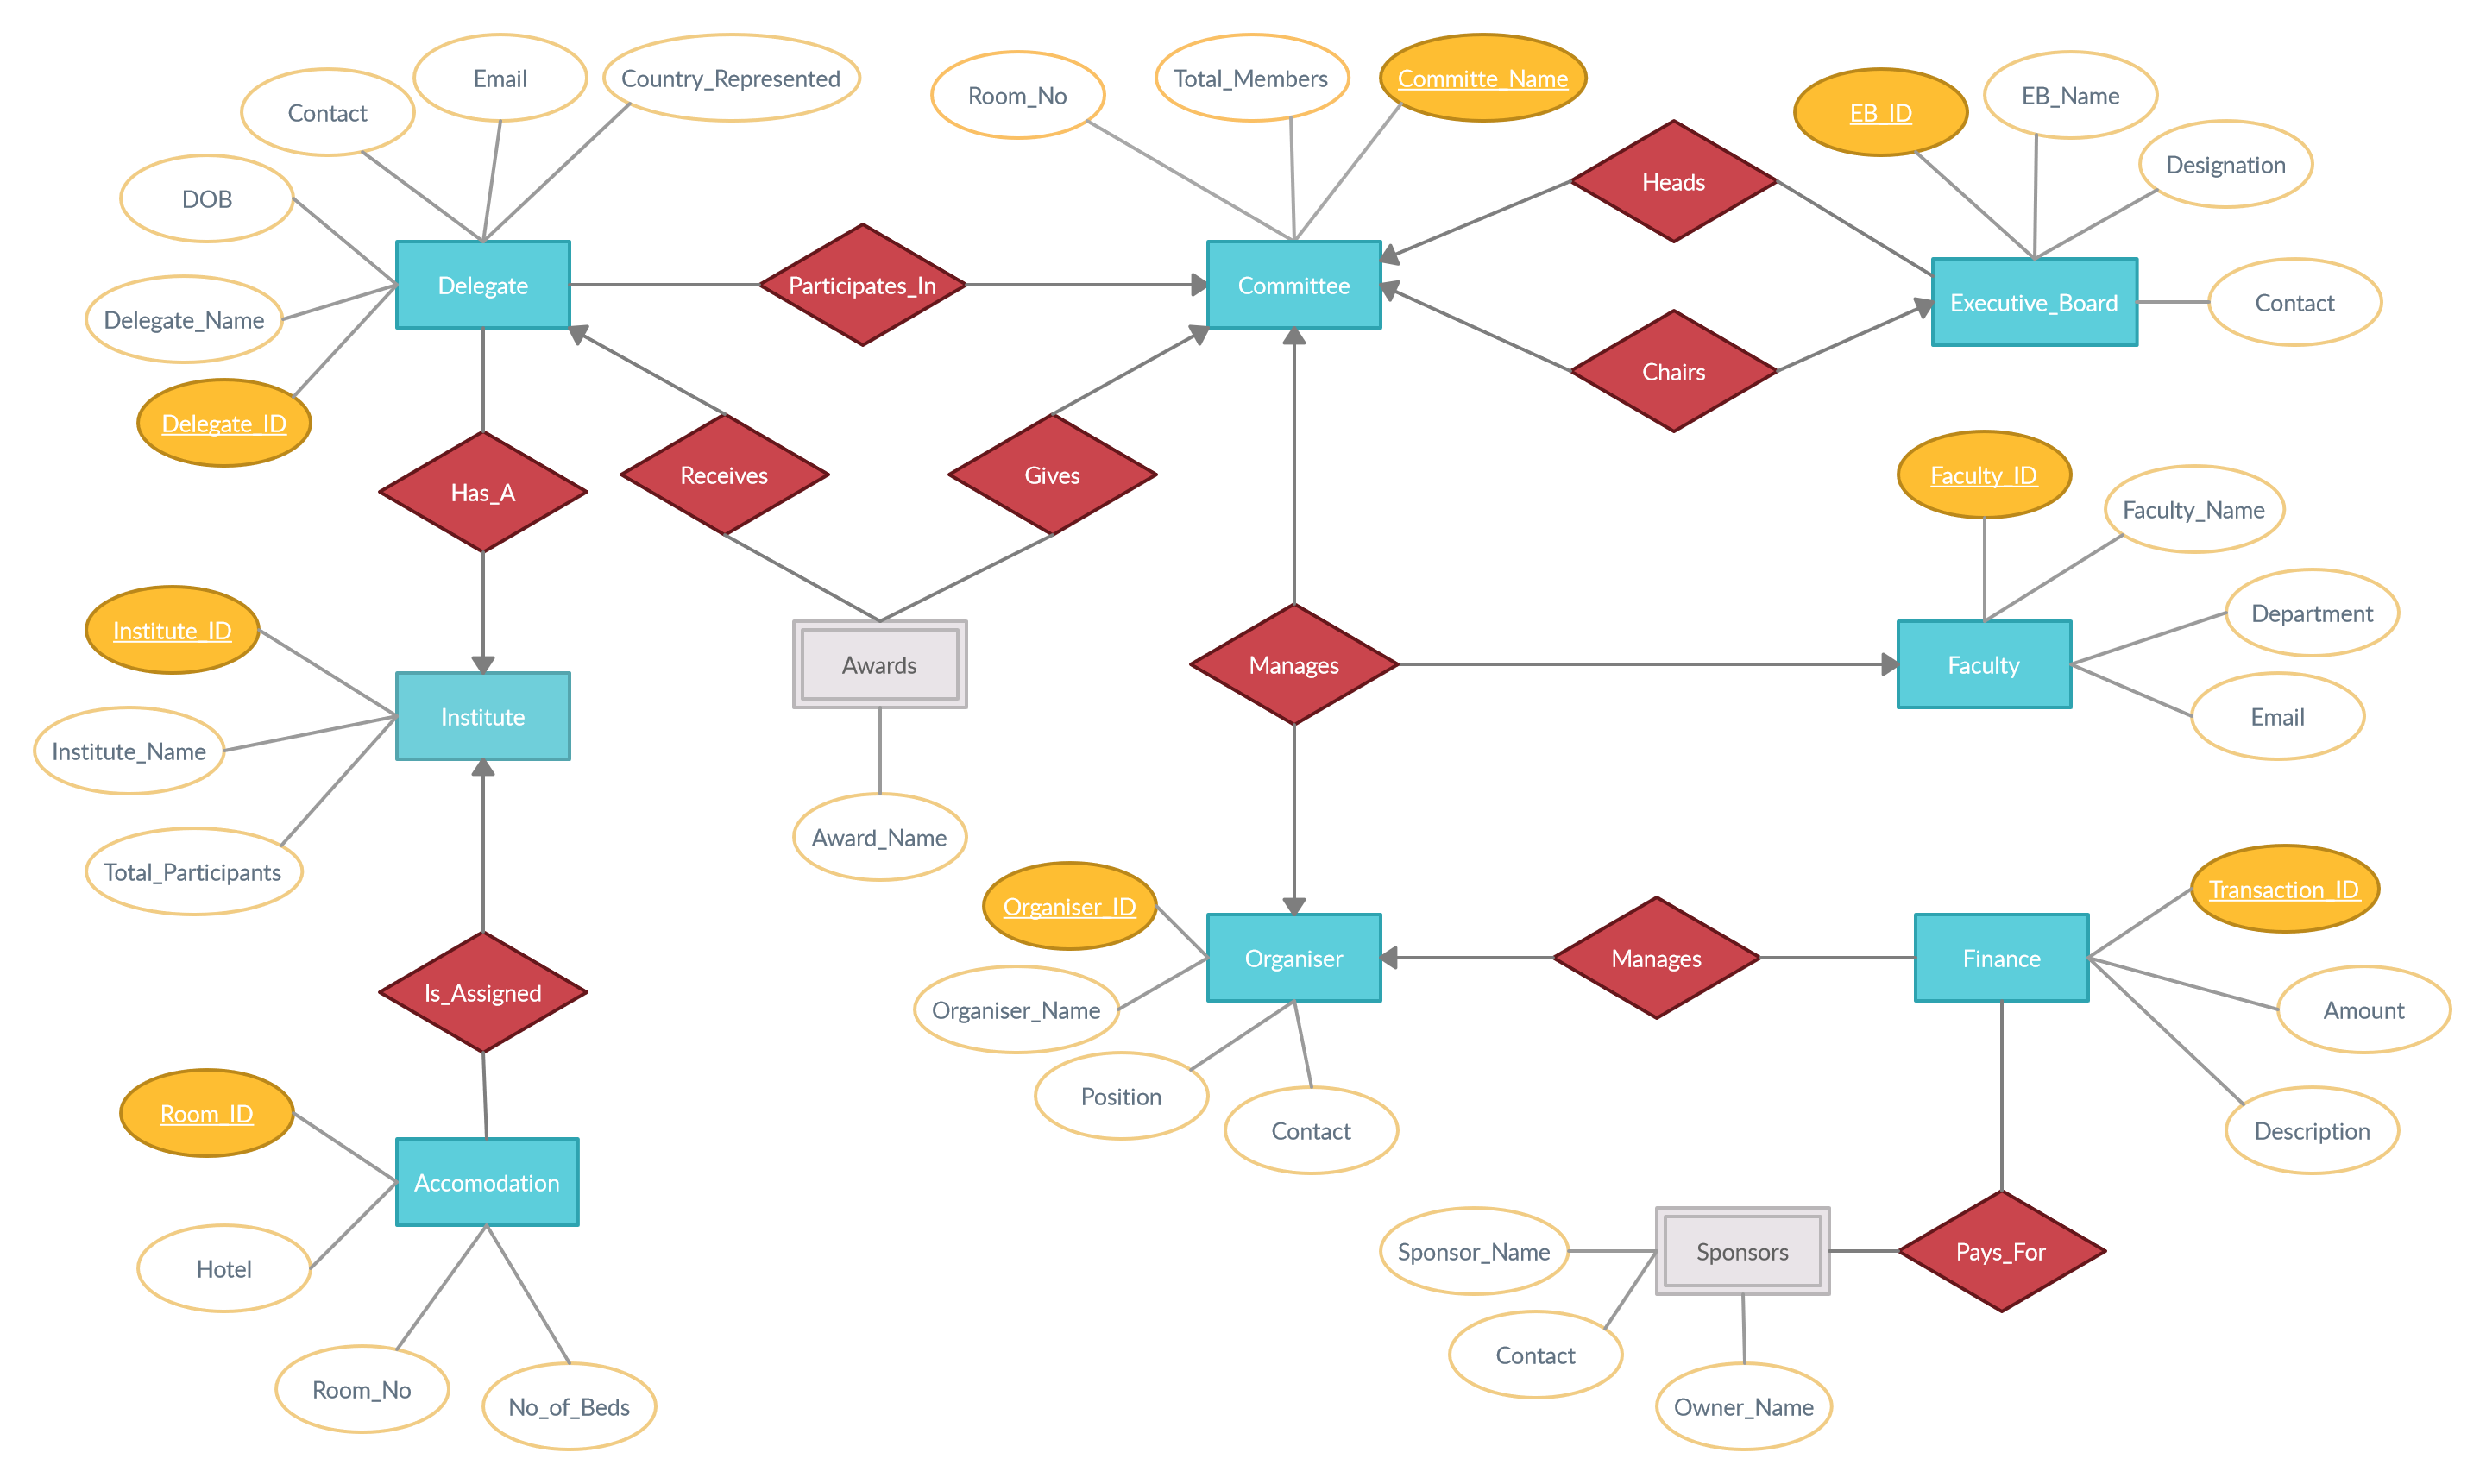 Email
Country_Represented
Total_Members
Committe_Name
Room_No
EB_Name
Contact
EB_ID
Designation
Heads
DOB
Delegate
Participates_In
Committee
Executive_Board
Contact
Delegate_Name
Chairs
Delegate_ID
Has_A
Receives
Gives
Faculty_ID
Faculty_Name
Department
Institute_ID
Awards
Manages
Faculty
Institute
Email
Institute_Name
Award_Name
Total_Participants
Organiser_ID
Transaction_ID
Organiser
Manages
Finance
Is_Assigned
Organiser_Name
Amount
Position
Contact
Description
Room_ID
Accomodation
Hotel
Sponsor_Name
Sponsors
Pays_For
Contact
Room_No
No_of_Beds
Owner_Name